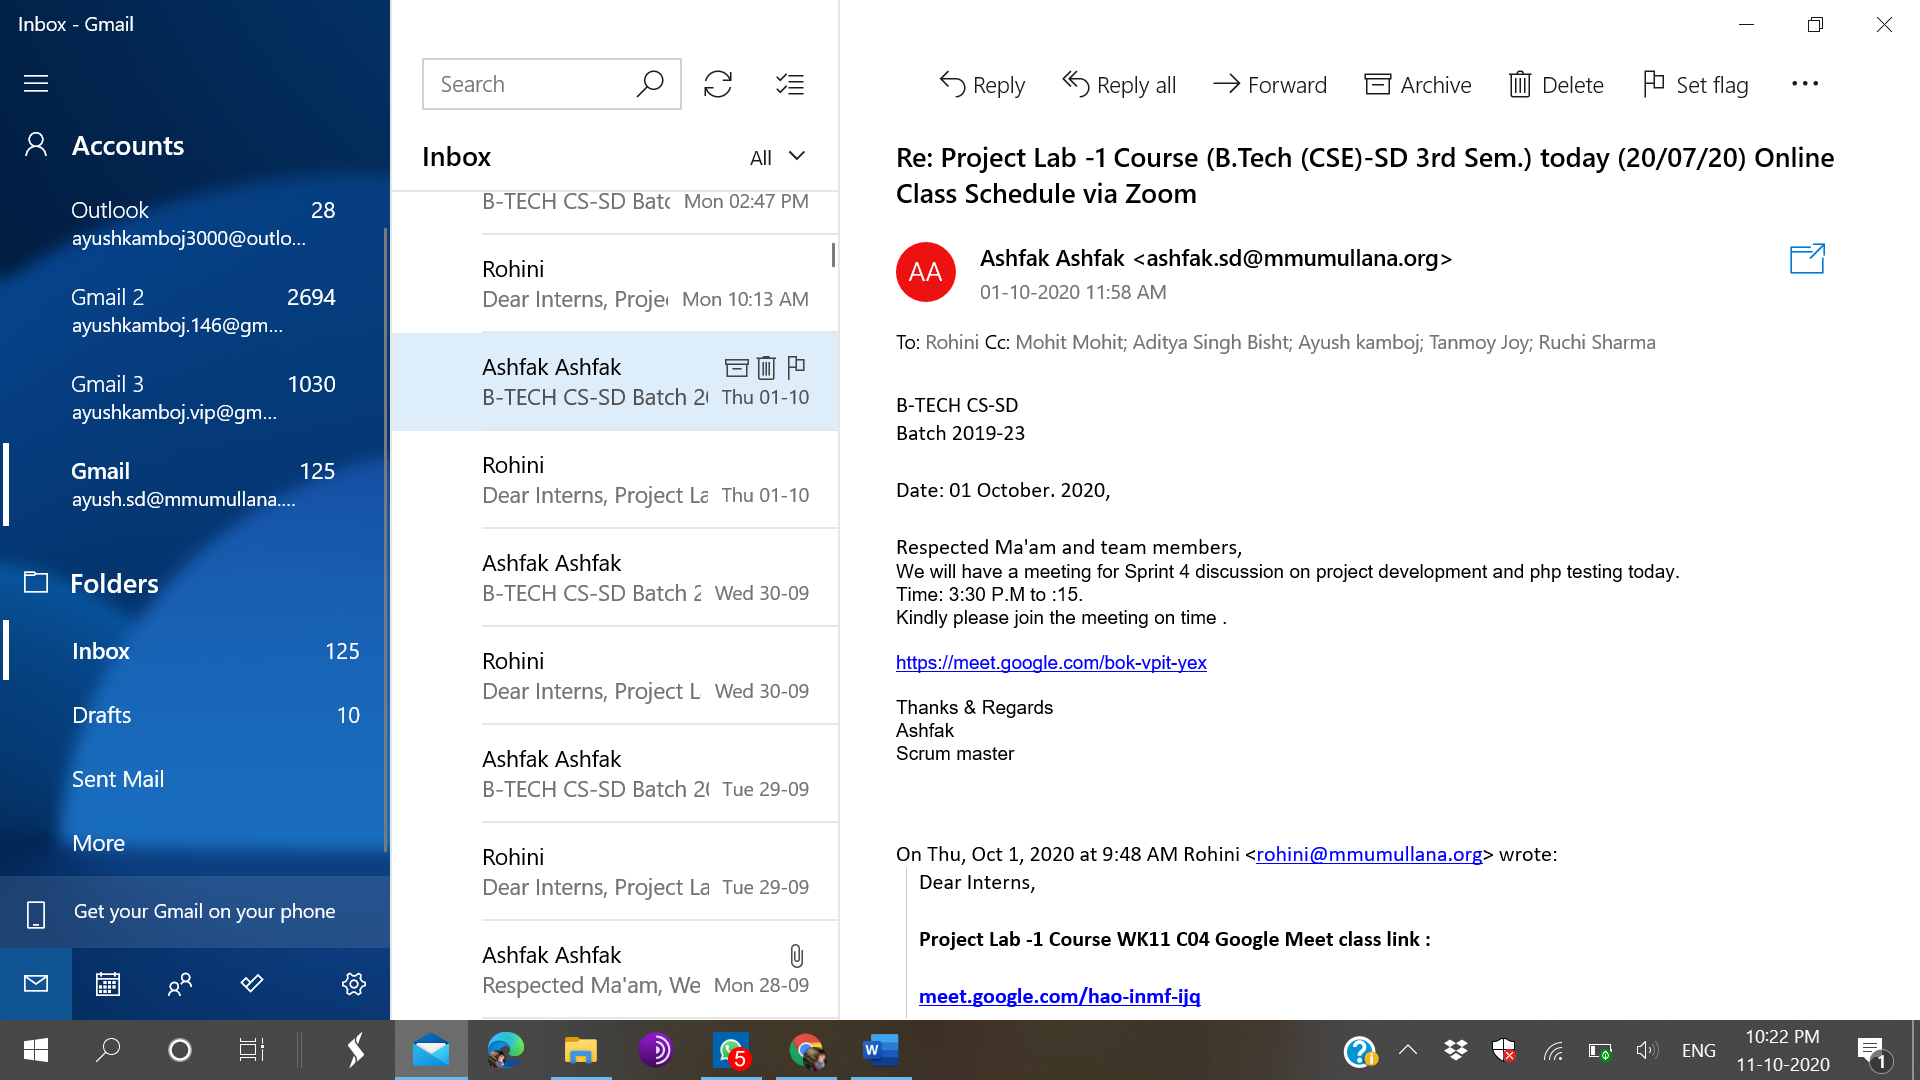 Inbox - Gmail
Accounts
Outlook 28
ayushkamboj3000@outlo...
Gmail 2 2694
ayushkamboj.146@gm...
Gmail 3 1030
ayushkamboj.vip@gm...
Gmail 125
ayush.sd@mmumullana....
Folders
Inbox 125
Drafts 10
Sent Mail
More
Get your Gmail on your phone
Search
Inbox All
B-TECH CS-SD Batc Mon 02:47 PM
Rohini
Dear Interns, Projec Mon 10:13 AM
Ashfak Ashfak
B-TECH CS-SD Batch 20 Thu 01-10
Rohini
Dear Interns, Project La Thu 01-10
Ashfak Ashfak
B-TECH CS-SD Batch 2 Wed 30-09
Rohini
Dear Interns, Project L Wed 30-09
Ashfak Ashfak
B-TECH CS-SD Batch 20 Tue 29-09
Rohini
Dear Interns, Project La Tue 29-09
Ashfak Ashfak
Respected Ma'am, We Mon 28-09
Reply Reply all Forward Archive Delete Set flag
Re: Project Lab -1 Course (B.Tech (CSE)-SD 3rd Sem.) today (20/07/20) Online
Class Schedule via Zoom
AA
Ashfak Ashfak <ashfak.sd@mmumullana.org>
01-10-2020 11:58 AM
To: Rohini Cc: Mohit Mohit; Aditya Singh Bisht; Ayush kamboj; Tanmoy Joy; Ruchi Sharma
B-TECH CS-SD
Batch 2019-23
Date: 01 October. 2020,
Respected Ma'am and team members,
We will have a meeting for Sprint 4 discussion on project development and php testing today.
Time: 3:30 P.M to :15.
Kindly please join the meeting on time .
https://meet.google.com/bok-vpit-yex
Thanks & Regards
Ashfak
Scrum master
On Thu, Oct 1, 2020 at 9:48 AM Rohini <rohini@mmumullana.org> wrote:
Dear Interns,
Project Lab -1 Course WK11 C04 Google Meet class link :
meet.google.com/hao-inmf-ijq
5
W
ENG
10:22 PM
11-10-2020
1